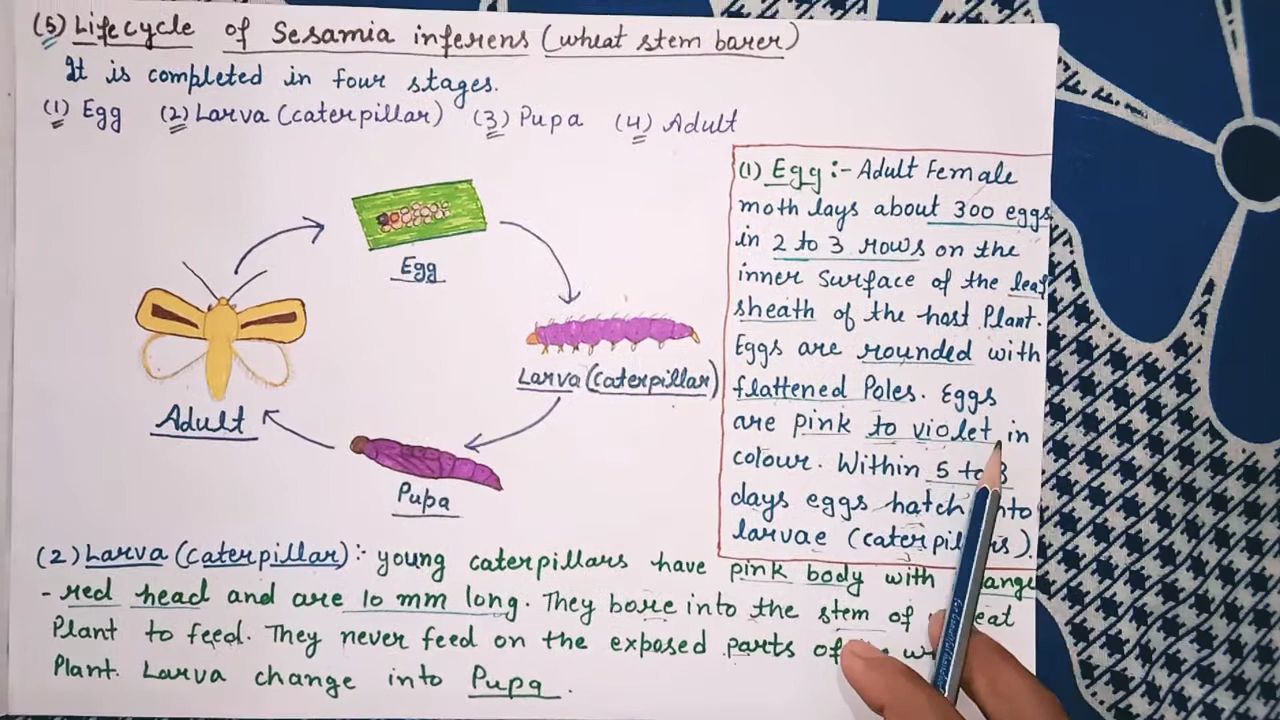 (5) Lifecycle of Sesamia inferens (wheat stem barer)
It is completed in four stages.
(1) Egg (2) Larva (caterpillar) (3) Pupa (4) Adult
Egg
Larva (caterpillar)
Adult
Pupa
(1) Egg :- Adult Female
moth lays about 300 eggs
in 2 to 3 rows on the
inner surface of the leaf
sheath of the host Plant.
Eggs are rounded with
flattened Poles. Eggs
are pink to violet in
colour. Within 5 to 8
days eggs hatch
larvae
(2) Larva (caterpillar) :- young caterpillars have pink body with
- red head and are 10 mm long. They bore into the stem of
Plant to feed. They never feed on the exposed parts of
Plant. Larva change into Pupa.